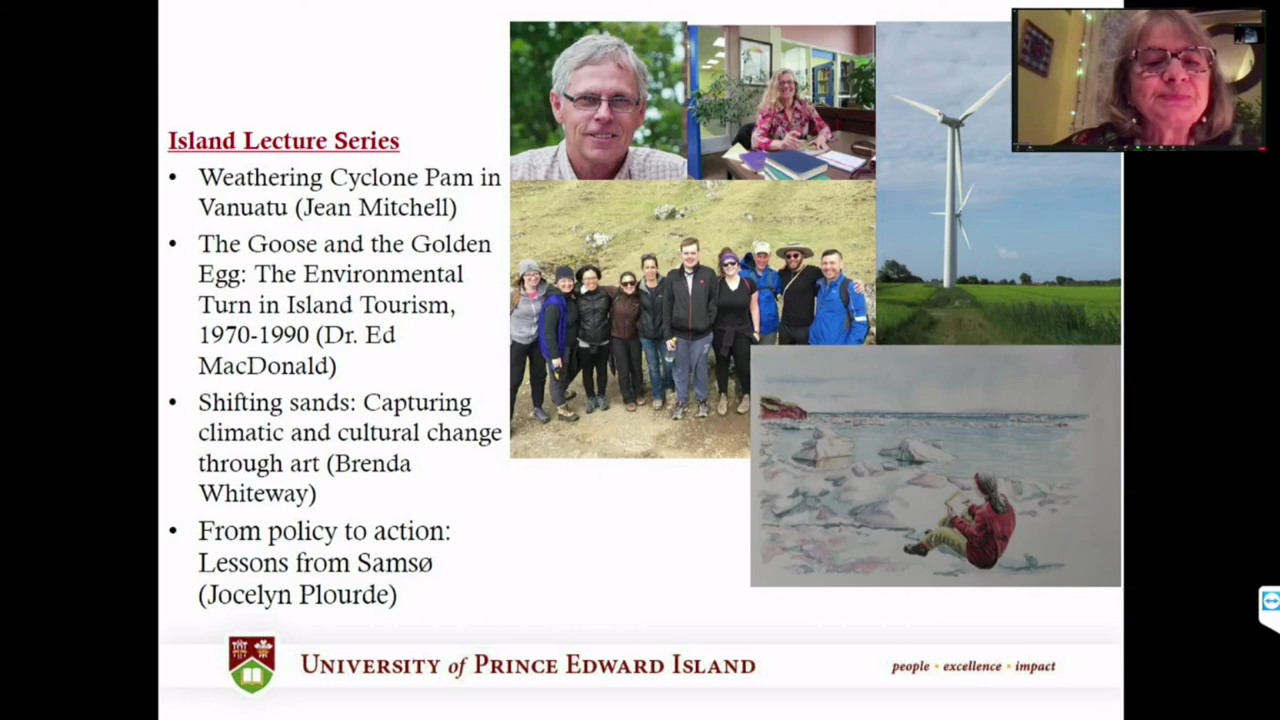 Island Lecture Series
• Weathering Cyclone Pam in
Vanuatu (Jean Mitchell)
• The Goose and the Golden
Egg: The Environmental
Turn in Island Tourism,
1970-1990 (Dr. Ed
MacDonald)
• Shifting sands: Capturing
climatic and cultural change
through art (Brenda
Whiteway)
• From policy to action:
Lessons from Samsø
(Jocelyn Plourde)
UNIVERSITY of PRINCE EDWARD ISLAND
people • excellence • impact